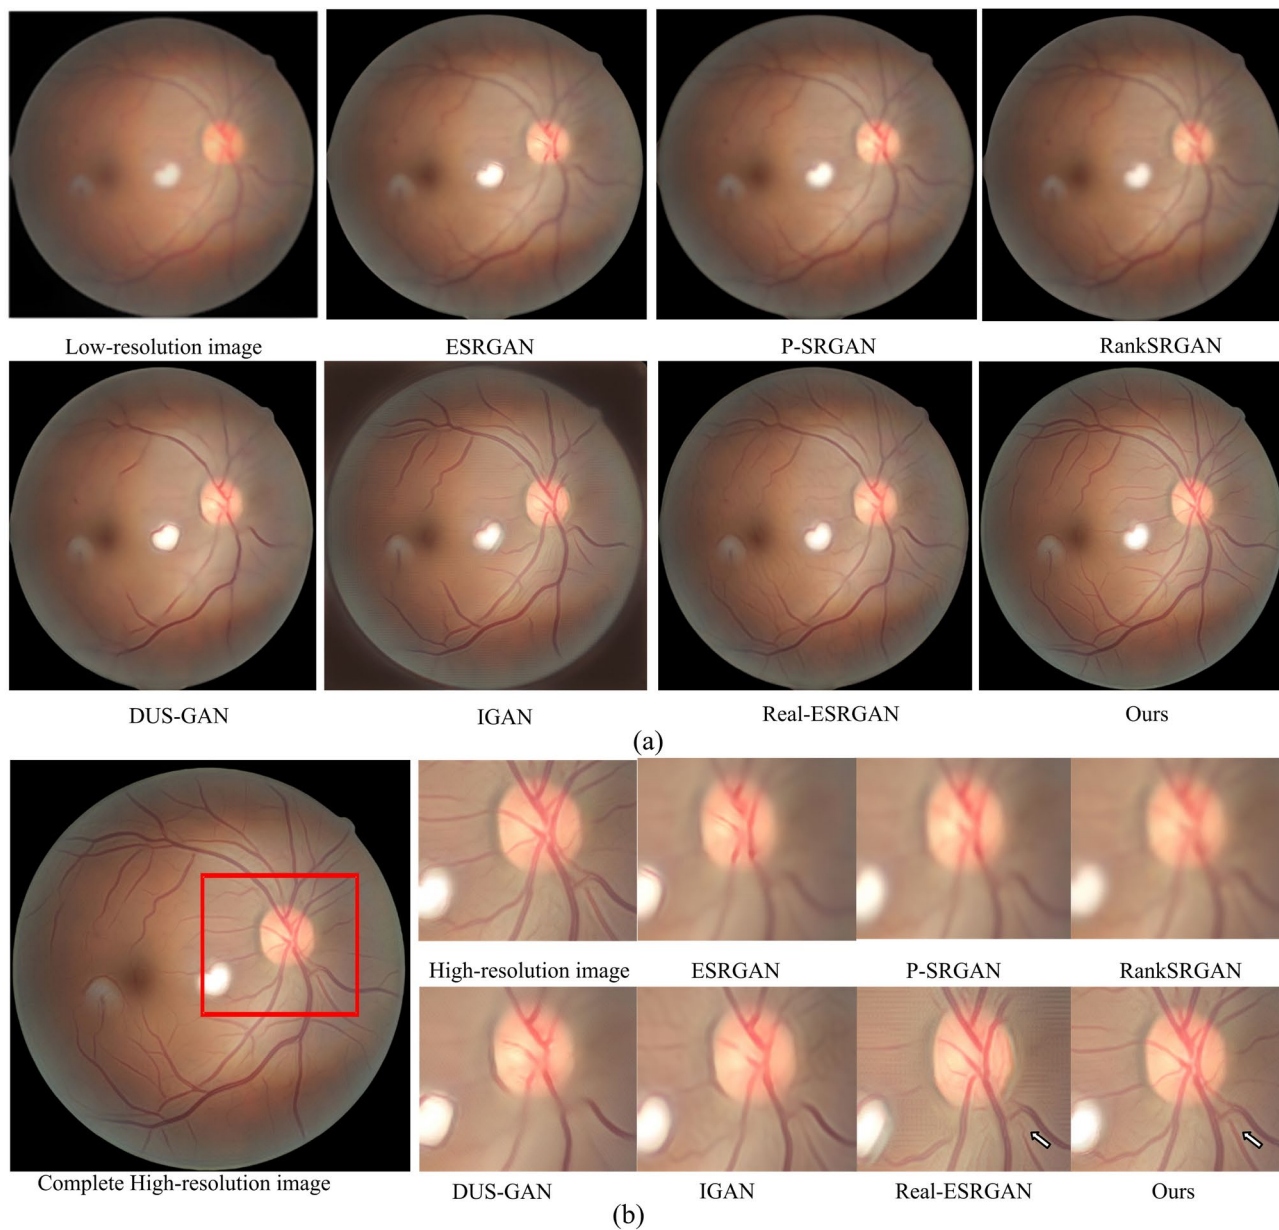 Low-resolution image ESRGAN P-SRGAN RankSRGAN
DUS-GAN IGAN Real-ESRGAN Ours
(a)
High-resolution image ESRGAN P-SRGAN RankSRGAN
Complete High-resolution image
DUS-GAN IGAN Real-ESRGAN Ours
(b)